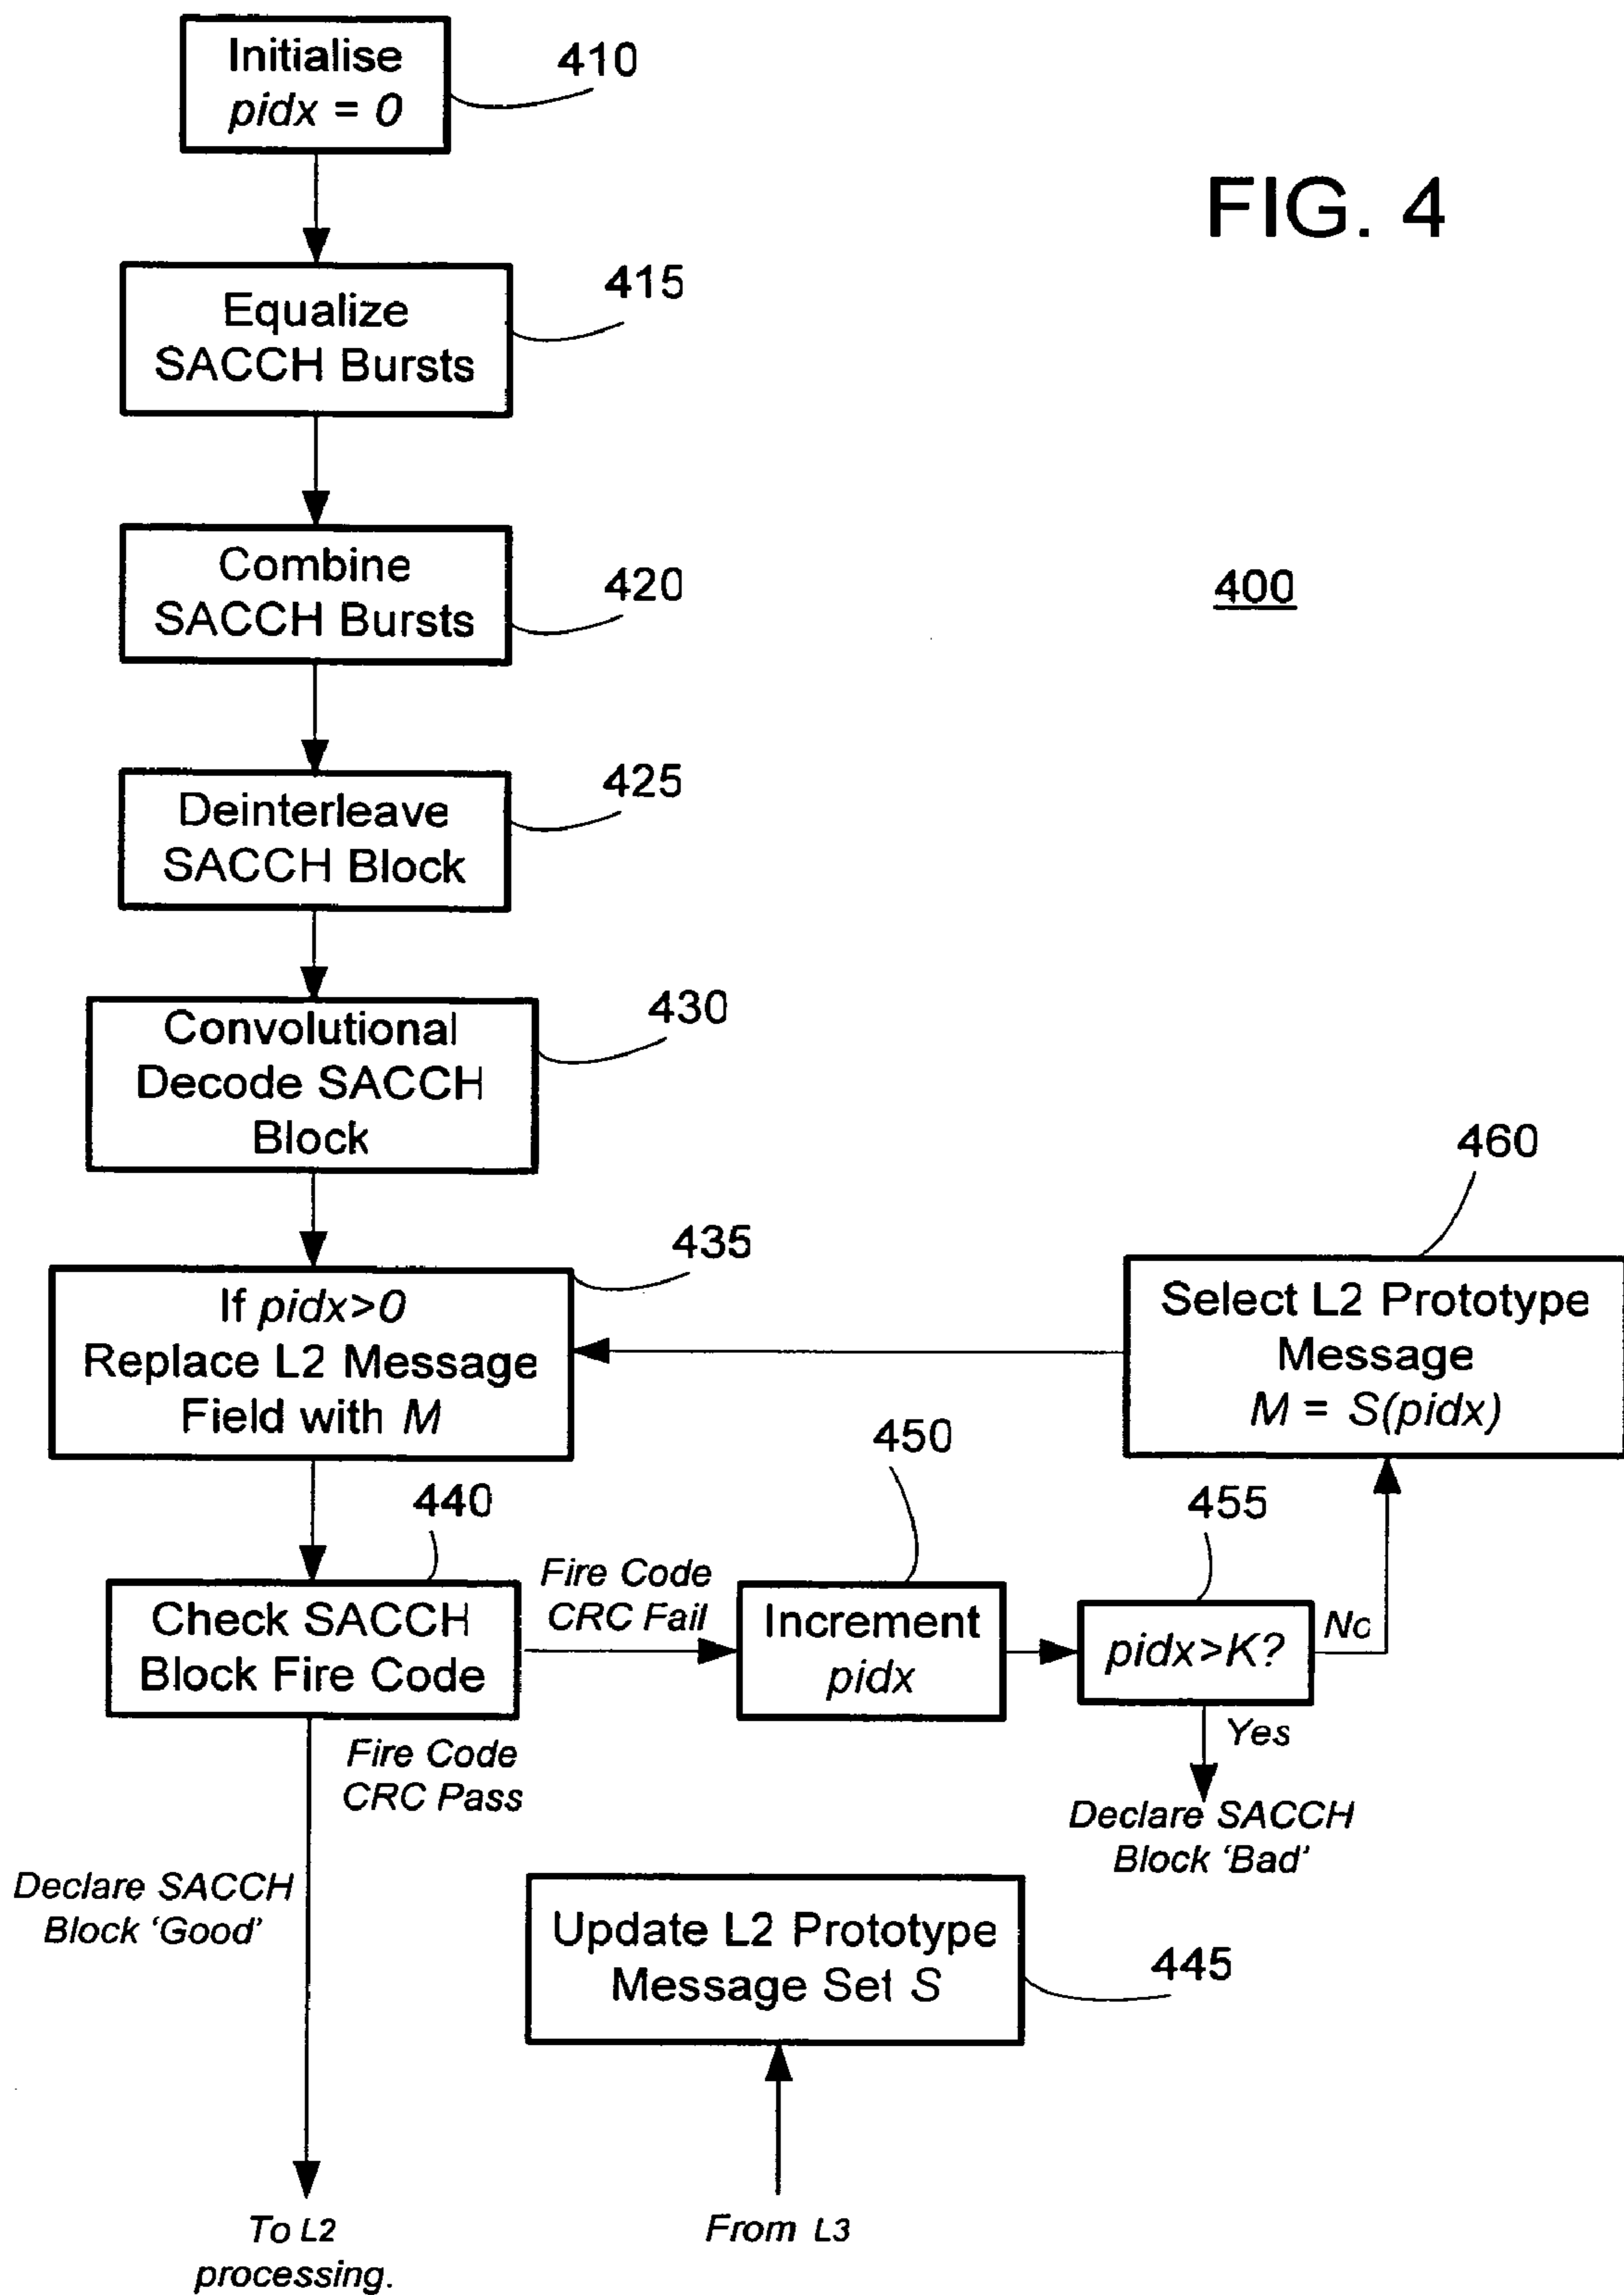 Initialise
pidx = 0
410
FIG. 4
Equalize
SACCH Bursts
415
Combine
SACCH Bursts
420
400
Deinterleave
SACCH Block
425
Convolutional
Decode SACCH
Block
430
If pidx>0
Replace L2 Message
Field with M
435
Select L2 Prototype
Message
M = S(pidx)
460
Check SACCH
Block Fire Code
440
Fire Code
CRC Fail
Increment
pidx
450
pidx>K?
455
No
Yes
Declare SACCH
Block ‘Bad’
Fire Code
CRC Pass
Declare SACCH
Block ‘Good’
Update L2 Prototype
Message Set S
445
To L2
processing.
From L3